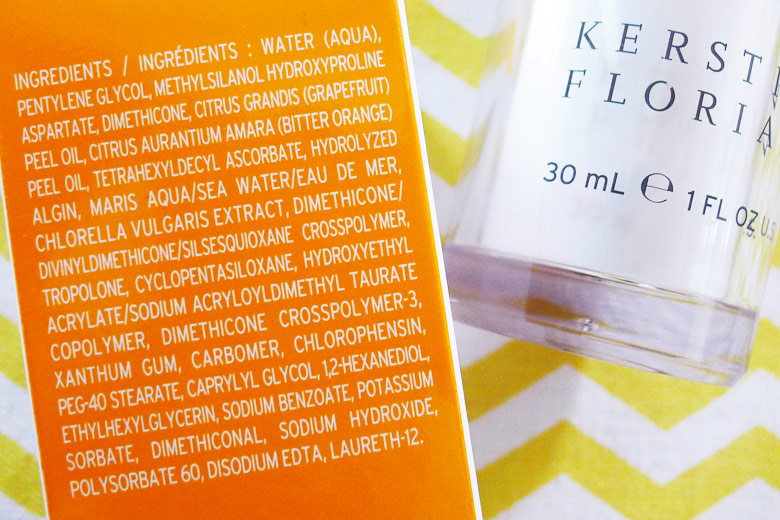 INGREDIENTS / INGRÉDIENTS : WATER (AQUA),
PENTYLENE GLYCOL, METHYLSILANOL HYDROXYPROLINE
ASPARTATE, DIMETHICONE, CITRUS GRANDIS (GRAPEFRUIT)
PEEL OIL, CITRUS AURANTIUM AMARA (BITTER ORANGE)
PEEL OIL, TETRAHEXYLDECYL ASCORBATE, HYDROLYZED
ALGIN, MARIS AQUA/SEA WATER/EAU DE MER,
CHLORELLA VULGARIS EXTRACT, DIMETHICONE/
DIVINYLDIMETHICONE/SILSESQUIOXANE CROSSPOLYMER,
TROPOLONE, CYCLOPENTASILOXANE, HYDROXYETHYL
ACRYLATE/SODIUM ACRYLOYLDIMETHYL TAURATE
COPOLYMER, DIMETHICONE CROSSPOLYMER-3,
XANTHUM GUM, CARBOMER, CHLOROPHENSIN,
PEG-40 STEARATE, CAPRYLYL GLYCOL, 1,2-HEXANEDIOL,
ETHYLHEXYLGLYCERIN, SODIUM BENZOATE, POTASSIUM
SORBATE, DIMETHICONAL, SODIUM HYDROXIDE,
POLYSORBATE 60, DISODIUM EDTA, LAURETH-12.
KERSTI
FLORIA
30 mL ℮ 1 FL OZ U.S.